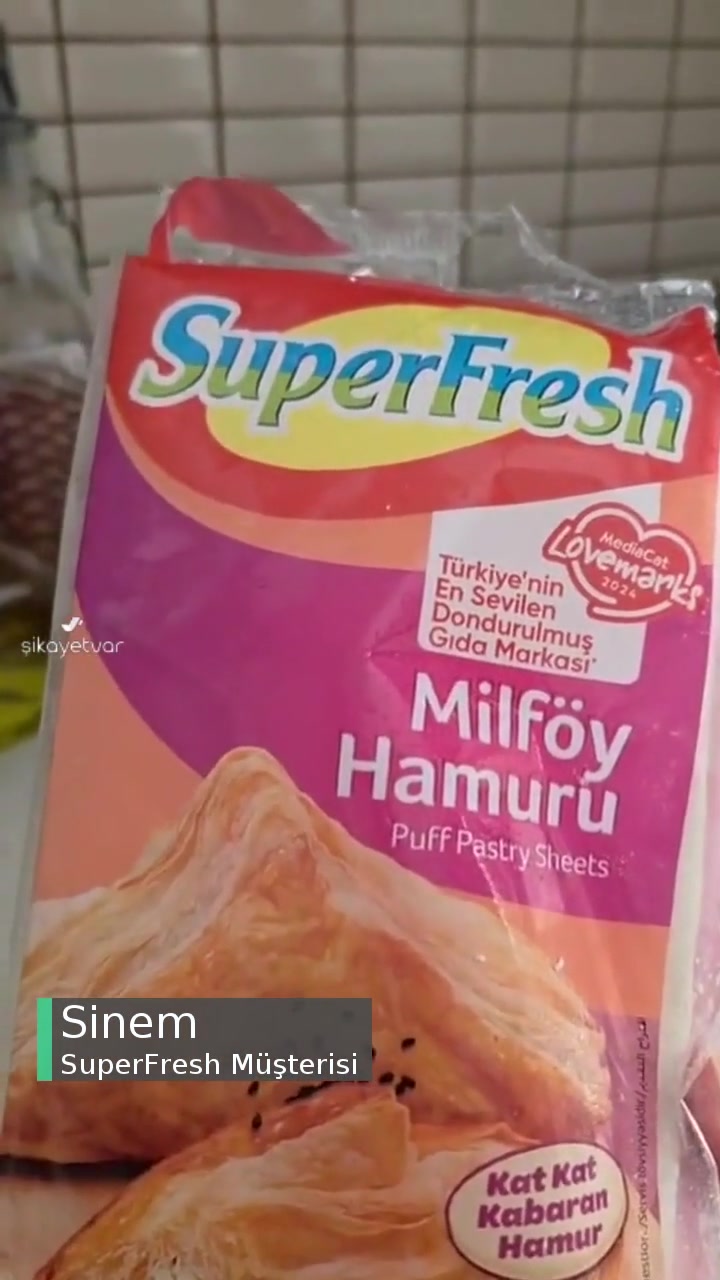 SuperFresh
MediaCat
Lovemarks
2024
Türkiye'nin
En Sevilen
Dondurulmuş
Gıda Markası*
şikayetvar
Milföy
Hamuru
Puff Pastry Sheets
Sinem
SuperFresh Müşterisi
Kat Kat
Kabaran
Hamur